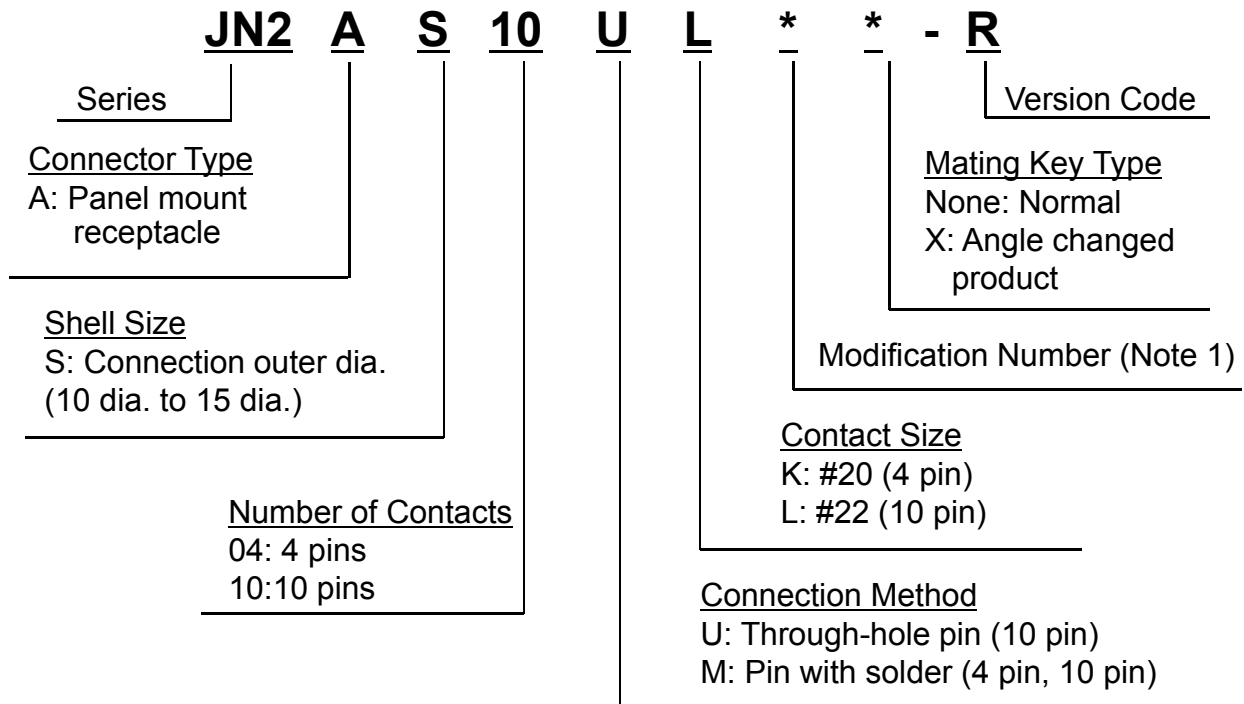 JN2 A S 10 U L * * - R
Series
Version Code
Connector Type
A: Panel mount
receptacle
Mating Key Type
None: Normal
X: Angle changed
product
Shell Size
S: Connection outer dia.
(10 dia. to 15 dia.)
Modification Number (Note 1)
Contact Size
K: #20 (4 pin)
L: #22 (10 pin)
Number of Contacts
04: 4 pins
10:10 pins
Connection Method
U: Through-hole pin (10 pin)
M: Pin with solder (4 pin, 10 pin)